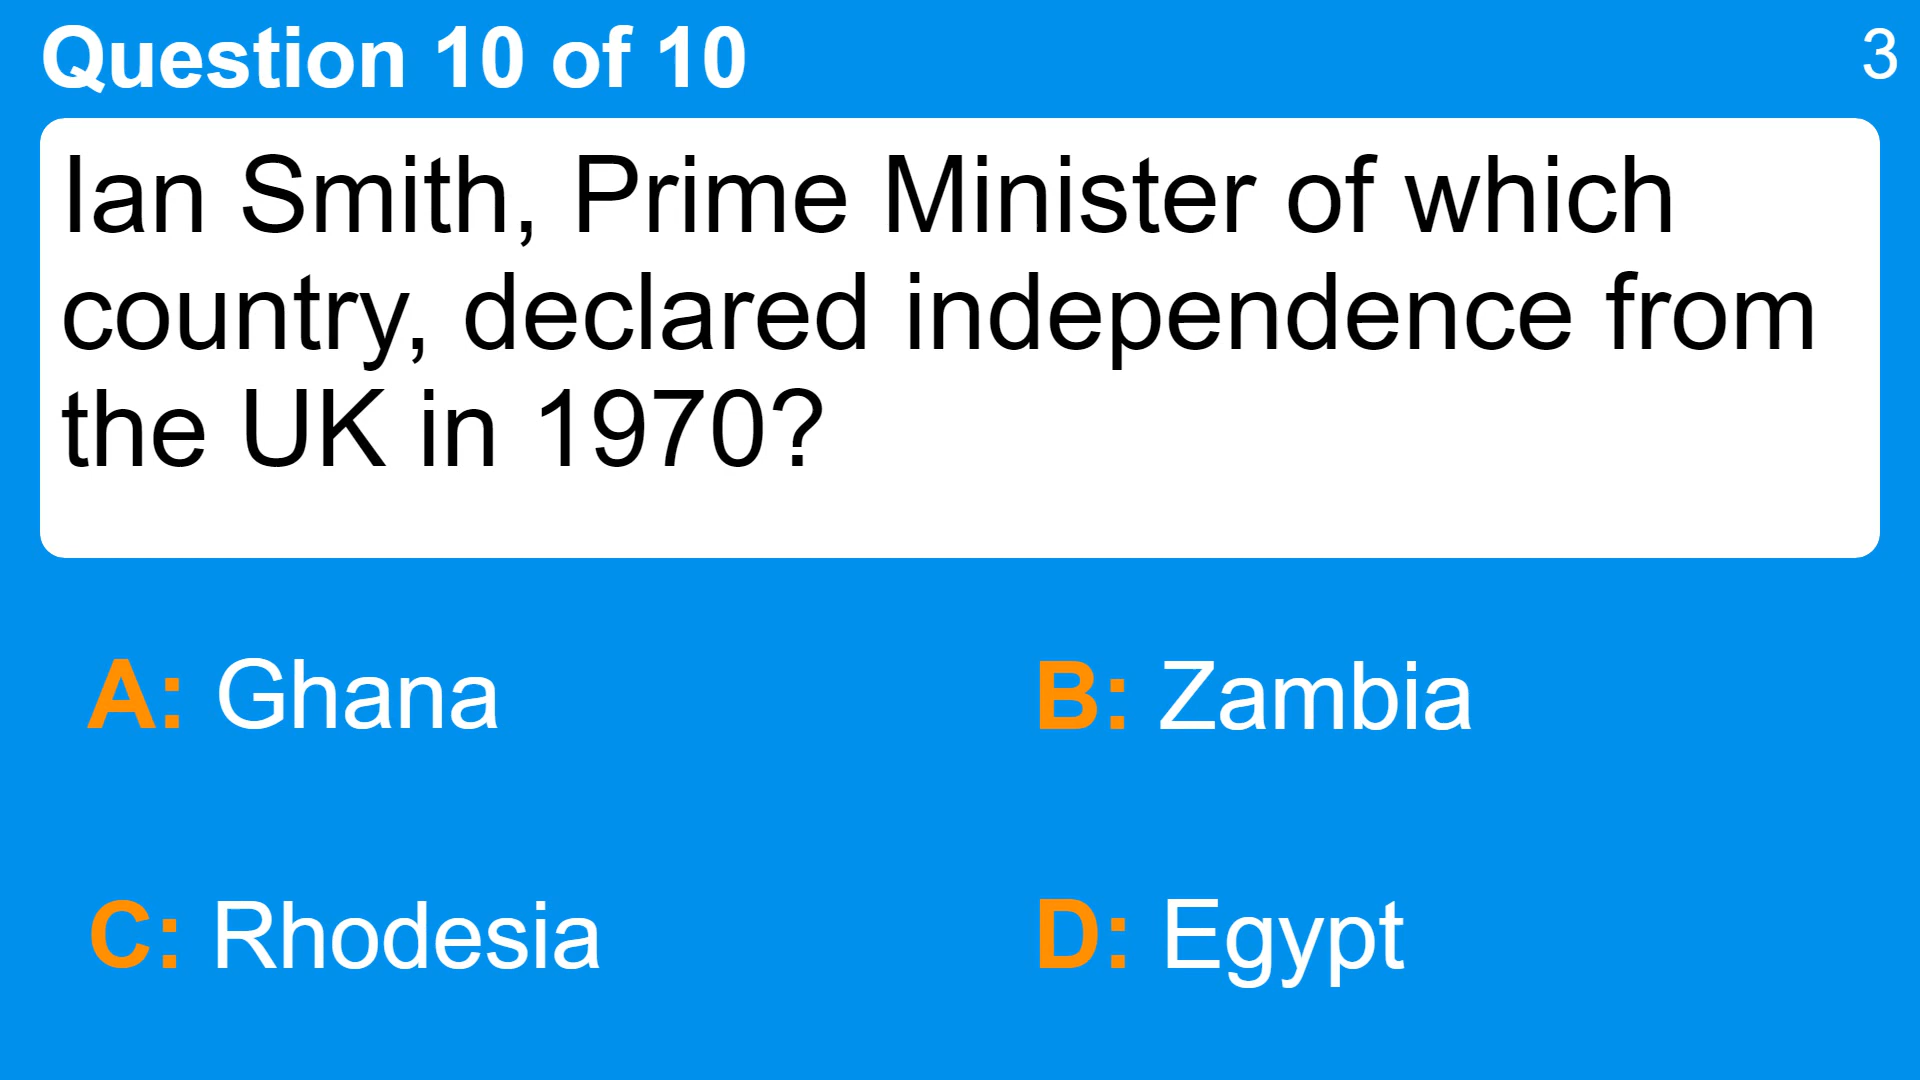 Question 10 of 10
3
Ian Smith, Prime Minister of which
country, declared independence from
the UK in 1970?
A: Ghana
B: Zambia
C: Rhodesia
D: Egypt